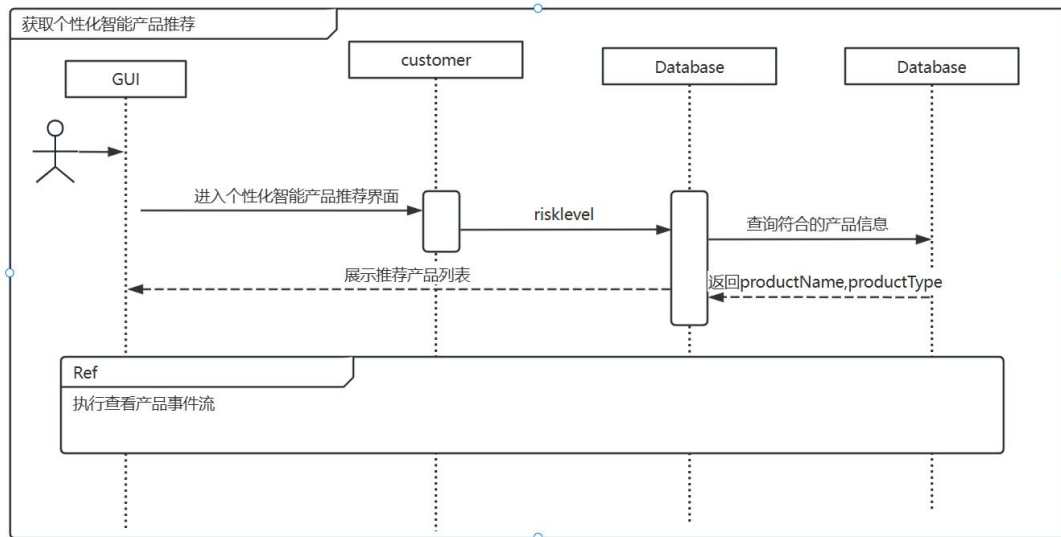 获取个性化智能产品推荐
GUI
customer
Database
Database
进入个性化智能产品推荐界面
risklevel
查询符合的产品信息
展示推荐产品列表
返回productName,productType
Ref
执行查看产品事件流